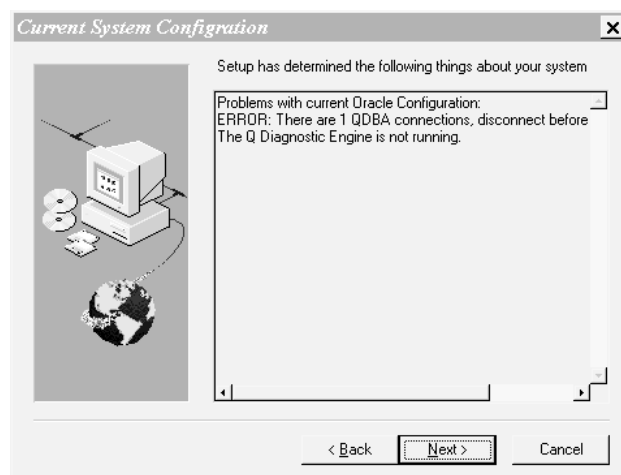 Current System Configration
Setup has determined the following things about your system
Problems with current Oracle Configuration:
ERROR: There are 1 QDBA connections, disconnect before
The Q Diagnostic Engine is not running.
< Back
Next >
Cancel